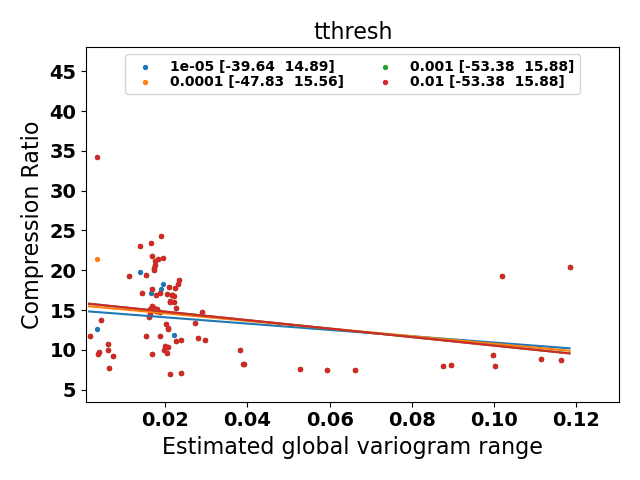 tthresh
1e-05 [-39.64  14.89]
0.0001 [-47.83  15.56]
0.001 [-53.38  15.88]
0.01 [-53.38  15.88]
Compression Ratio
45
40
35
30
25
20
15
10
5
0.02 0.04 0.06 0.08 0.10 0.12
Estimated global variogram range